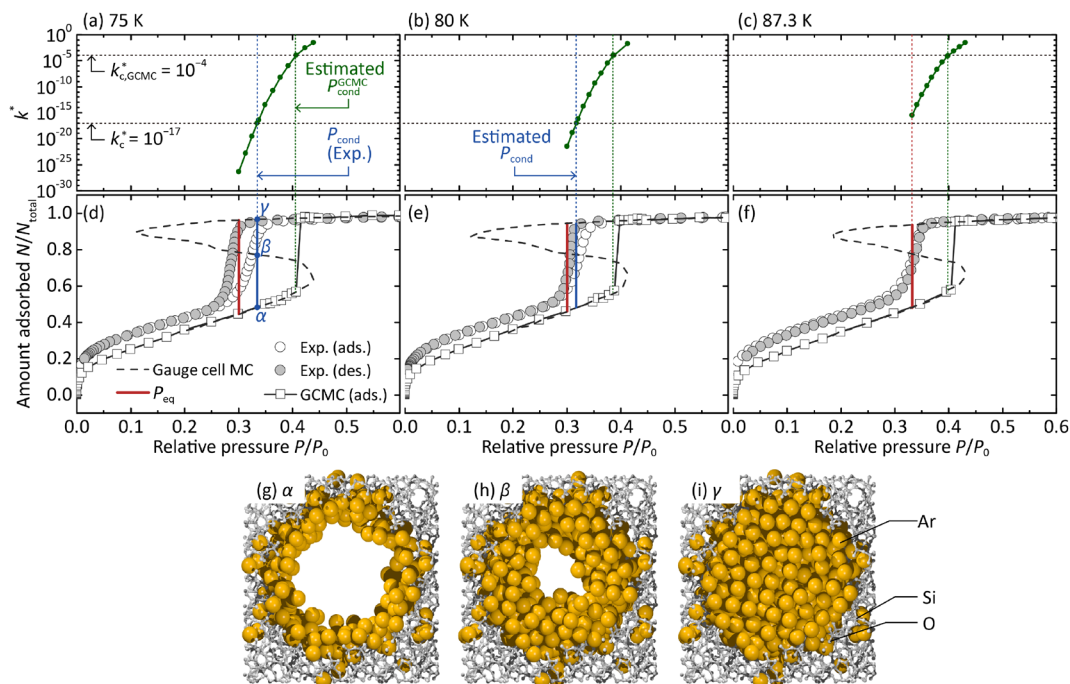 (a) 75 K
(b) 80 K
(c) 87.3 K
10^0
10^-5
10^-10
10^-15
10^-20
10^-25
10^-30
k*
k*c,GCMC = 10^-4
k*c = 10^-17
Estimated
P^GCMC cond
Pcond
(Exp.)
Estimated
Pcond
Estimated
P^GCMC cond
(d)
(e)
(f)
1.0
0.8
0.6
0.4
0.2
0.0
Amount adsorbed N/Ntotal
γ
β
α
Gauge cell MC
Peq
Exp. (ads.)
Exp. (des.)
GCMC (ads.)
0.0 0.1 0.2 0.3 0.4 0.5
0.0 0.1 0.2 0.3 0.4 0.5
0.0 0.1 0.2 0.3 0.4 0.5 0.6
Relative pressure P/P0
Relative pressure P/P0
Relative pressure P/P0
(g) α
(h) β
(i) γ
Ar
Si
O